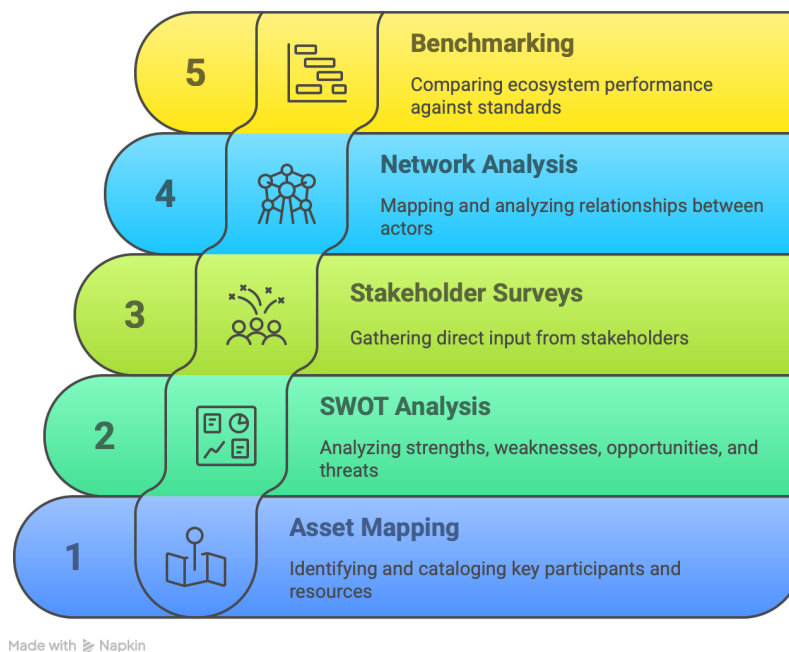 5
Benchmarking
Comparing ecosystem performance
against standards
4
Network Analysis
Mapping and analyzing relationships between
actors
3
Stakeholder Surveys
Gathering direct input from stakeholders
2
SWOT Analysis
Analyzing strengths, weaknesses, opportunities, and
threats
1
Asset Mapping
Identifying and cataloging key participants and
resources
Made with Napkin